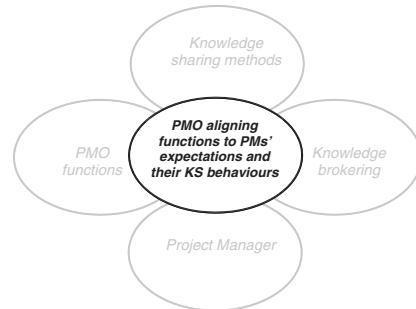 Knowledge
sharing methods
PMO
functions
PMO aligning
functions to PMs'
expectations and
their KS behaviours
Knowledge
brokering
Project Manager